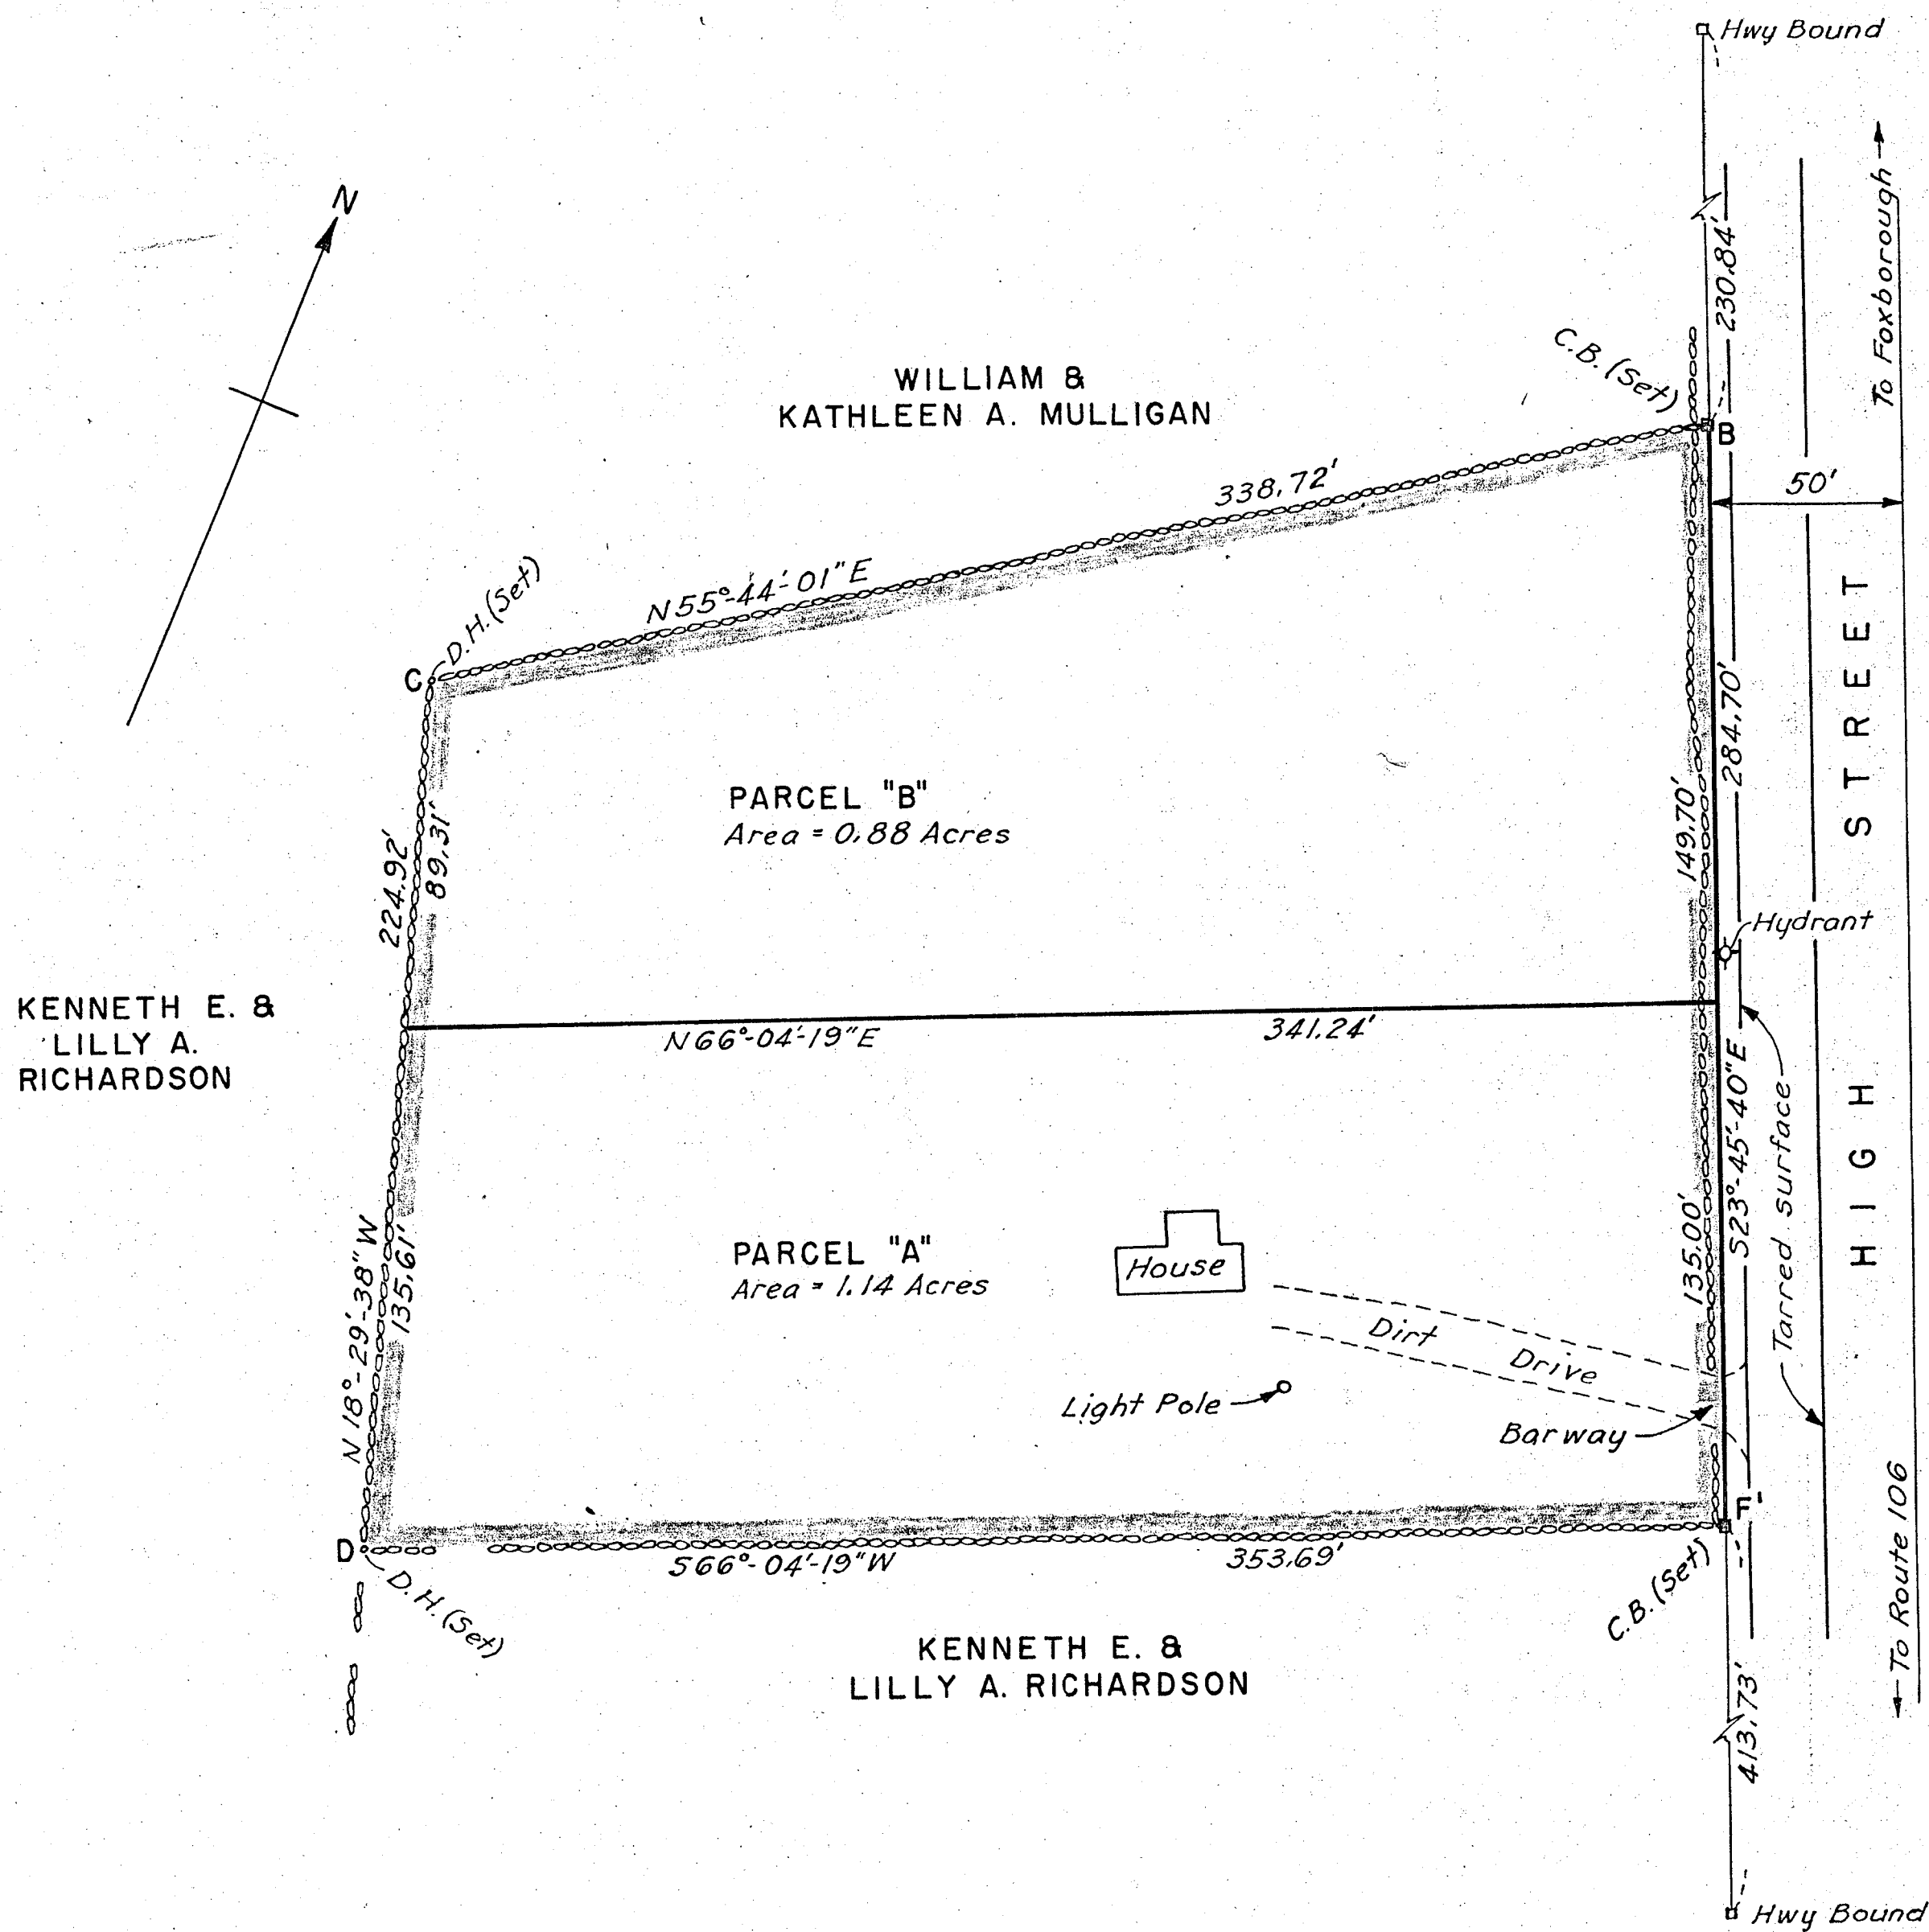 Hwy Bound
N
To Foxborough
230.84'
C.B. (Set)
WILLIAM &
KATHLEEN A. MULLIGAN
B
50'
338.72'
N55°-44'-01"E
D.H. (Set)
C
284.70'
STREET
PARCEL "B"
Area = 0.88 Acres
149.70'
224.92'
89.31'
Hydrant
KENNETH E. &
LILLY A.
RICHARDSON
N66°-04'-19"E
341.24'
S23°-45'-40"E
Tarred surface
HIGH
PARCEL "A"
Area = 1.14 Acres
House
135.00'
135.61'
N 18°-29'-38" W
Dirt Drive
Light Pole
Barway
F'
D
S66°-04'-19"W
353.69'
D.H. (Set)
C.B. (Set)
To Route 106
KENNETH E. &
LILLY A. RICHARDSON
413.73'
Hwy Bound